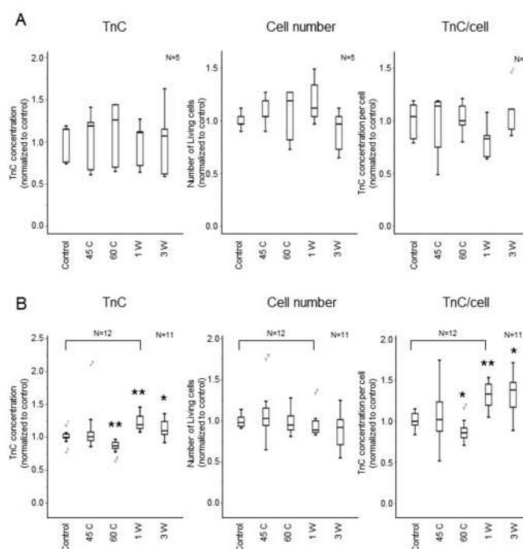 A
TnC
Cell number
TnC/cell
N=5
N=5
N=
TnC concentration
(normalized to control)
2.0
1.5
1.0
0.5
0.0
Number of Living cells
(normalized to control)
1.5
1.0
0.5
0.0
TnC concentration per cell
(normalized to control)
1.5
1.0
0.5
0.0
Control
45 C
60 C
1 W
3 W
Control
45 C
60 C
1 W
3 W
Control
45 C
60 C
1 W
3 W
B
TnC
Cell number
TnC/cell
N=12
N=11
N=12
N=11
N=12
N=11
TnC concentration
(normalized to control)
2.5
2.0
1.5
1.0
0.5
0.0
** ** *
Number of Living cells
(normalized to control)
2.0
1.5
1.0
0.5
0.0
TnC concentration per cell
(normalized to control)
2.0
1.5
1.0
0.5
0.0
* ** *
Control
45 C
60 C
1 W
3 W
Control
45 C
60 C
1 W
3 W
Control
45 C
60 C
1 W
3 W